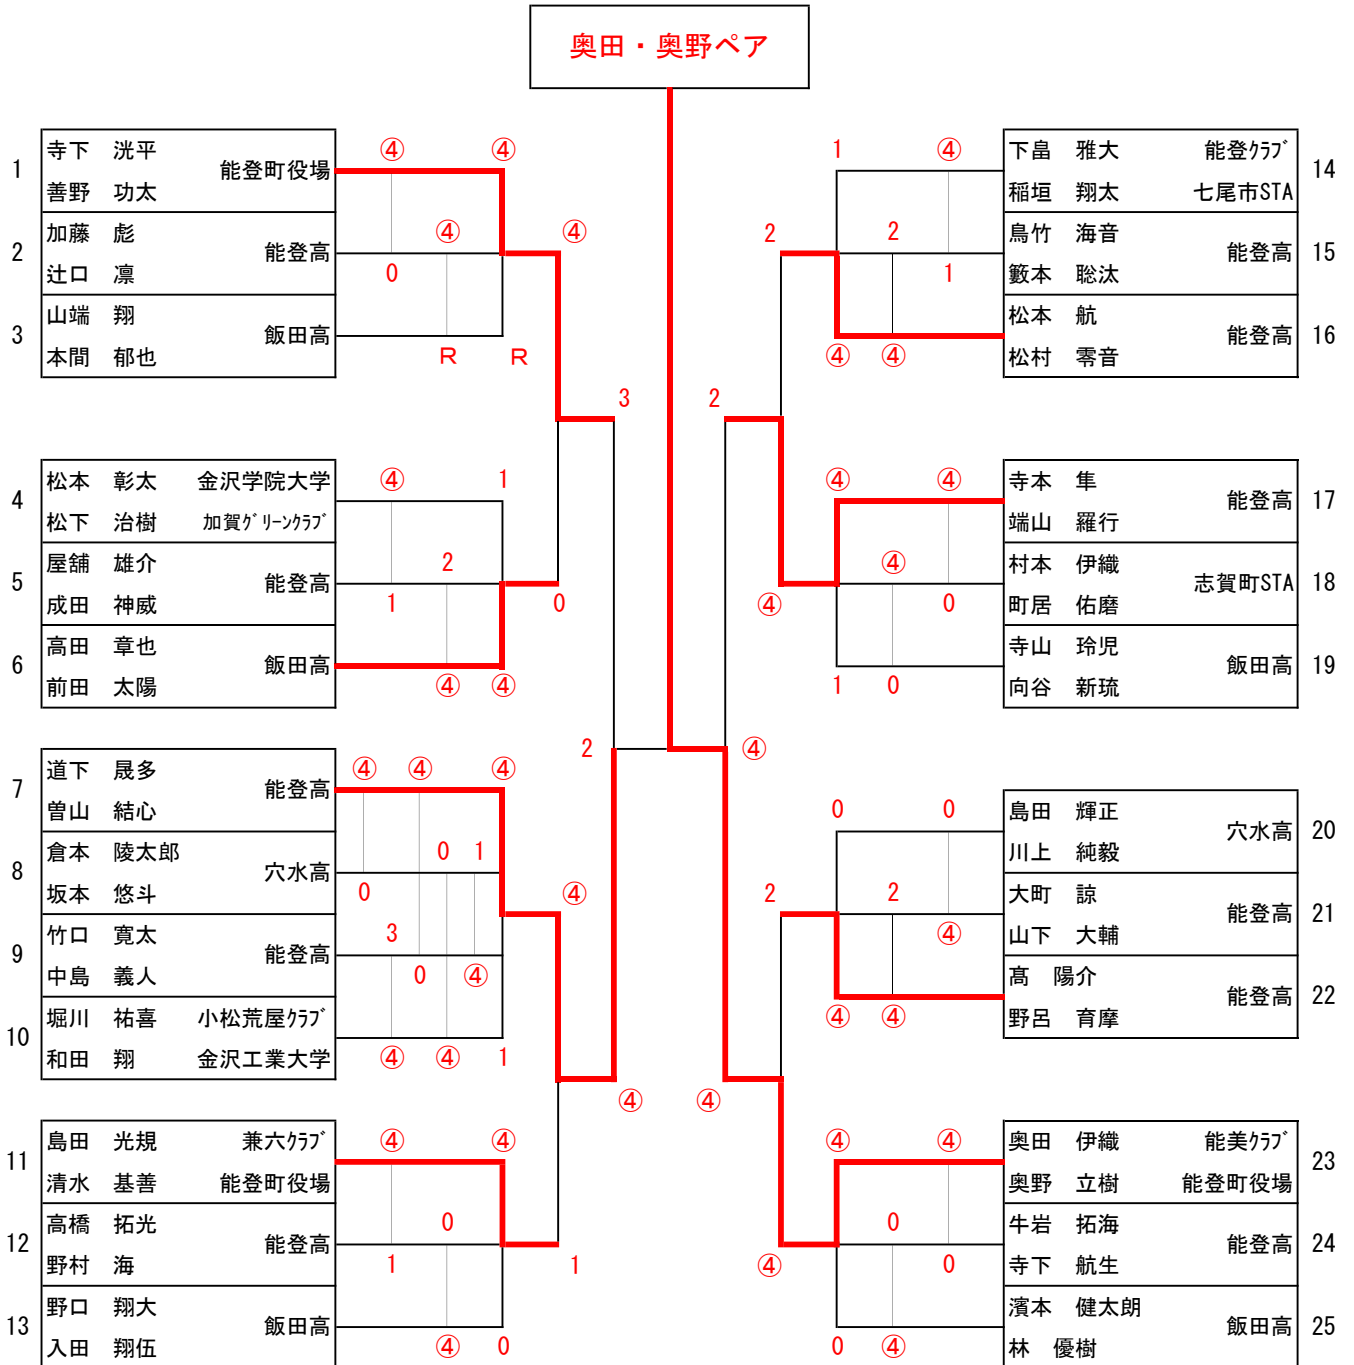 奥田・奥野ペア
1 寺下 洸平 能登町役場
善野 功太
④ ④
2 加藤 彪 能登高
辻口 凛
④ ④
0
3 山端 翔 飯田高
本間 郁也
R R
3
4 松本 彰太 金沢学院大学
松下 治樹 加賀グリーンクラブ
④ 1
5 屋舗 雄介 能登高
成田 神威
2
1 0
6 高田 章也 飯田高
前田 太陽
④ ④
2
7 道下 晟多 能登高
曽山 結心
④ ④ ④
8 倉本 陵太郎 穴水高
坂本 悠斗
0 1
0 ④
9 竹口 寛太 能登高
中島 義人
3
0 ④
10 堀川 祐喜 小松荒屋クラブ
和田 翔 金沢工業大学
④ ④ 1
④
11 島田 光規 兼六クラブ
清水 基善 能登町役場
④ ④
12 高橋 拓光 能登高
野村 海
0
1 1
13 野口 翔大 飯田高
入田 翔伍
④ 0
1 ④
下畠 雅大 能登クラブ 14
稲垣 翔太 七尾市STA
2 2
鳥竹 海音 能登高 15
籔本 聡汰
1
松本 航 能登高 16
松村 零音
④ ④
2
④ ④
寺本 隼 能登高 17
端山 羅行
④
村本 伊織 志賀町STA 18
町居 佑磨
④ 0
寺山 玲児 飯田高 19
向谷 新琉
1 0
④
0 0
島田 輝正 穴水高 20
川上 純毅
2 2
大町 諒 能登高 21
山下 大輔
④
髙 陽介 能登高 22
野呂 育摩
④ ④
④
④ ④
奥田 伊織 能美クラブ 23
奥野 立樹 能登町役場
0
牛岩 拓海 能登高 24
寺下 航生
④ 0
濱本 健太朗 飯田高 25
林 優樹
0 ④